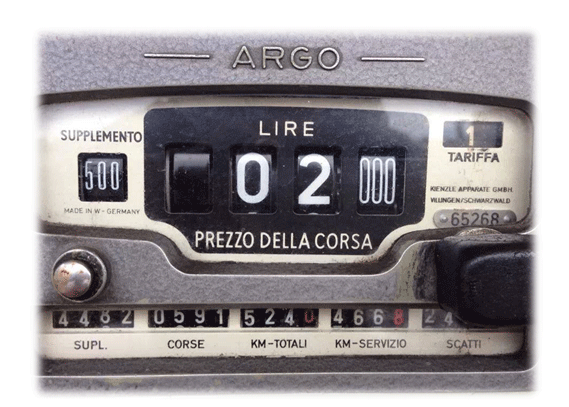 ARGO
SUPPLEMENTO
500
MADE IN W-GERMANY
LIRE
02 000
PREZZO DELLA CORSA
1
TARIFFA
KIENZLE APPARATE GMBH.
VILLINGEN/SCHWARZWALD
65268
4482 0591 5240 4668 24
SUPL. CORSE KM-TOTALI KM-SERVIZIO SCATTI